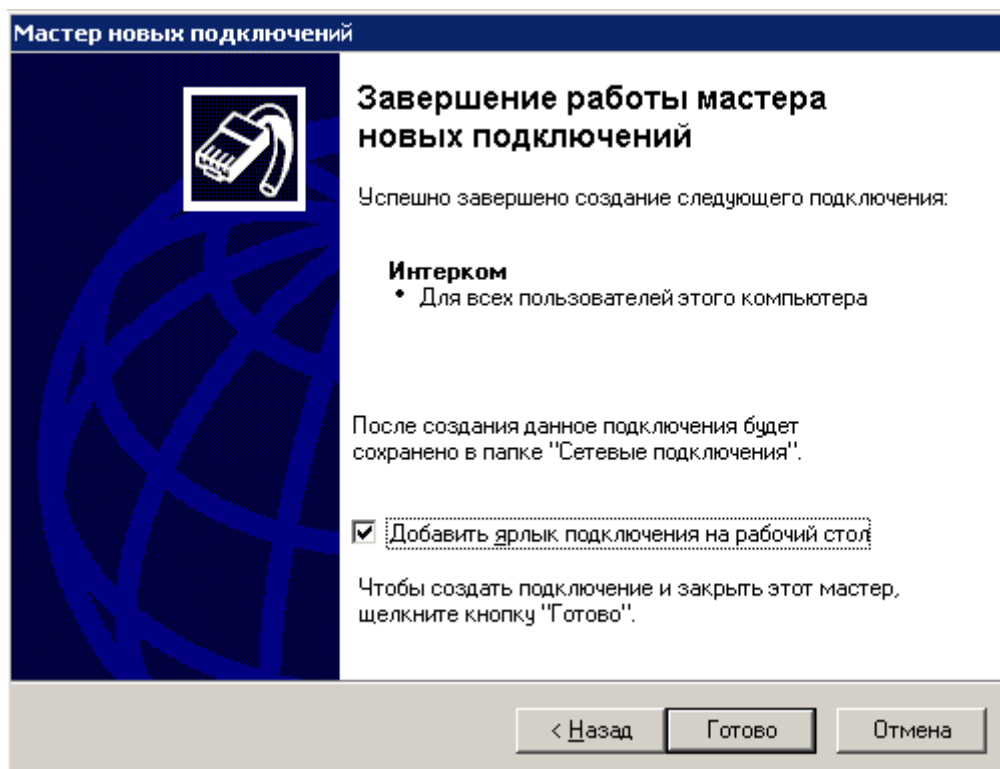 Мастер новых подключений
Завершение работы мастера
новых подключений
Успешно завершено создание следующего подключения:
Интерком
• Для всех пользователей этого компьютера
После создания данное подключения будет
сохранено в папке "Сетевые подключения".
Добавить ярлык подключения на рабочий стол
Чтобы создать подключение и закрыть этот мастер,
щелкните кнопку "Готово".
< Назад
Готово
Отмена